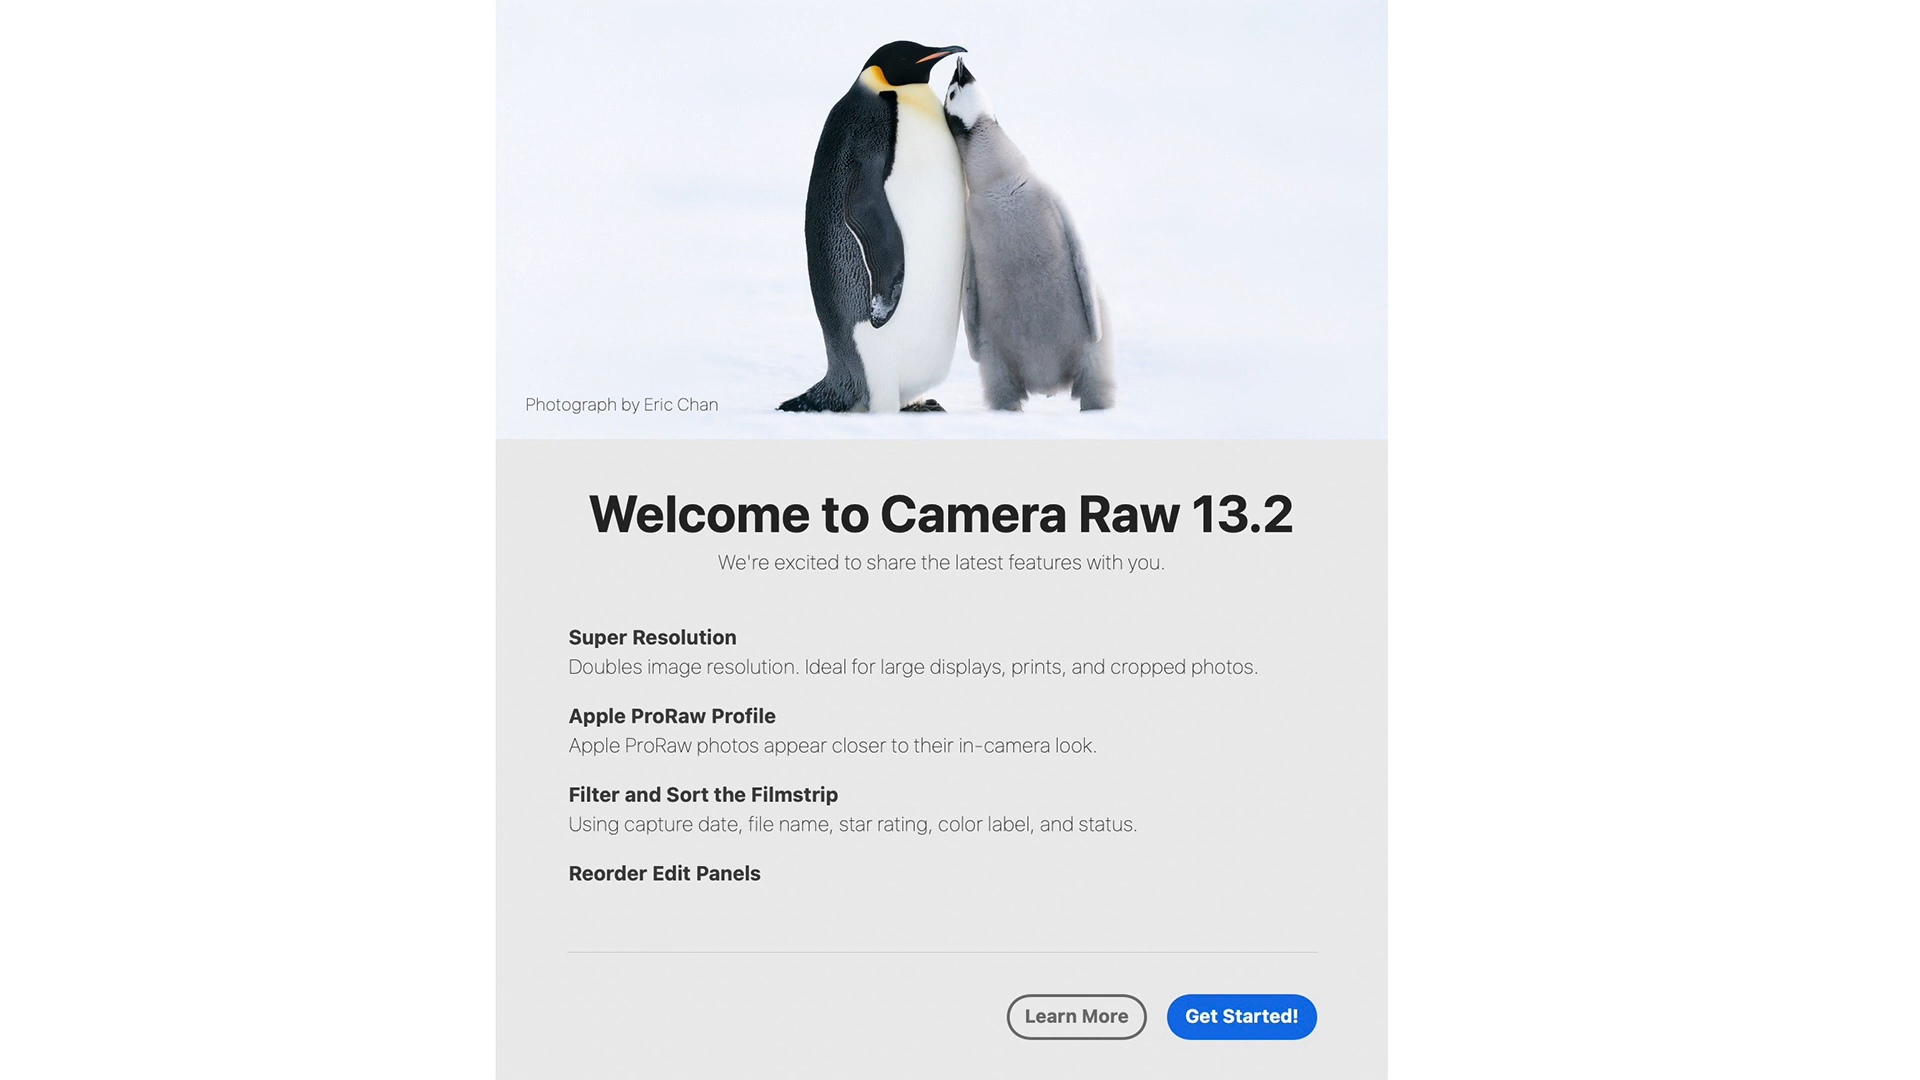 Photograph by Eric Chan
Welcome to Camera Raw 13.2
We're excited to share the latest features with you.
Super Resolution
Doubles image resolution. Ideal for large displays, prints, and cropped photos.
Apple ProRaw Profile
Apple ProRaw photos appear closer to their in-camera look.
Filter and Sort the Filmstrip
Using capture date, file name, star rating, color label, and status.
Reorder Edit Panels
Learn More
Get Started!